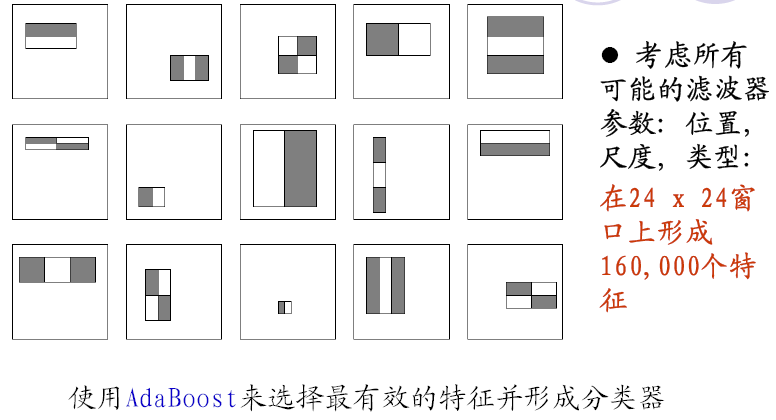 ● 考虑所有
可能的滤波器
参数: 位置,
尺度, 类型:
在24 x 24窗
口上形成
160,000个特
征
使用AdaBoost来选择最有效的特征并形成分类器